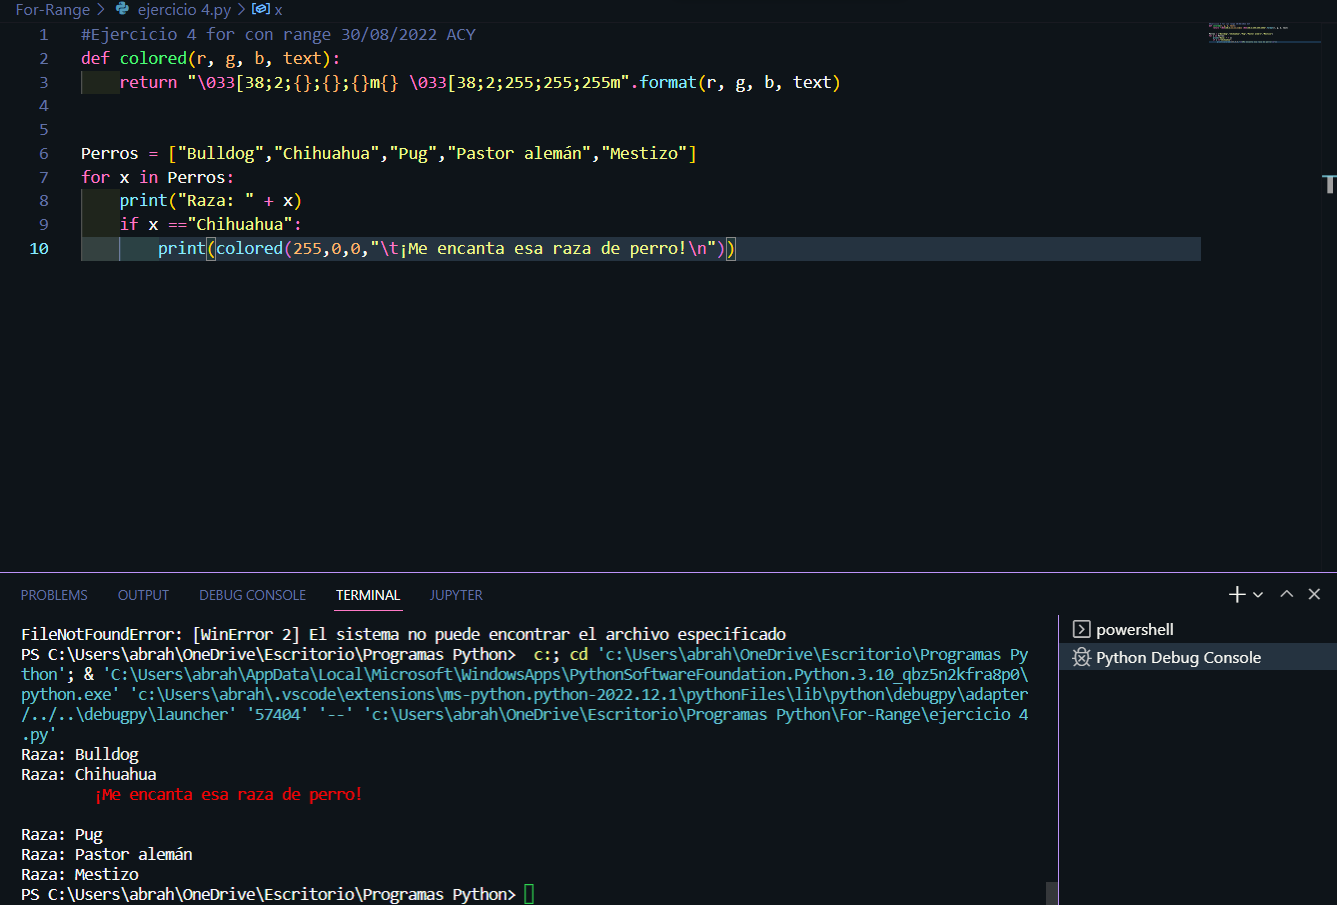 For-Range > ejercicio 4.py > x
1 #Ejercicio 4 for con range 30/08/2022 ACY
2 def colored(r, g, b, text):
3 return "\033[38;2;{};{};{}m{} \033[38;2;255;255;255m".format(r, g, b, text)
4
5
6 Perros = ["Bulldog","Chihuahua","Pug","Pastor alemán","Mestizo"]
7 for x in Perros:
8 print("Raza: " + x)
9 if x =="Chihuahua":
10 print(colored(255,0,0,"\t¡Me encanta esa raza de perro!\n"))
PROBLEMS OUTPUT DEBUG CONSOLE TERMINAL JUPYTER
FileNotFoundError: [WinError 2] El sistema no puede encontrar el archivo especificado
PS C:\Users\abrah\OneDrive\Escritorio\Programas Python>  c:; cd 'c:\Users\abrah\OneDrive\Escritorio\Programas Py
thon'; & 'C:\Users\abrah\AppData\Local\Microsoft\WindowsApps\PythonSoftwareFoundation.Python.3.10_qbz5n2kfra8p0\
python.exe' 'c:\Users\abrah\.vscode\extensions\ms-python.python-2022.12.1\pythonFiles\lib\python\debugpy\adapter
/../..\debugpy\launcher' '57404' '--' 'c:\Users\abrah\OneDrive\Escritorio\Programas Python\For-Range\ejercicio 4
.py'
Raza: Bulldog
Raza: Chihuahua
¡Me encanta esa raza de perro!
Raza: Pug
Raza: Pastor alemán
Raza: Mestizo
PS C:\Users\abrah\OneDrive\Escritorio\Programas Python>
powershell
Python Debug Console